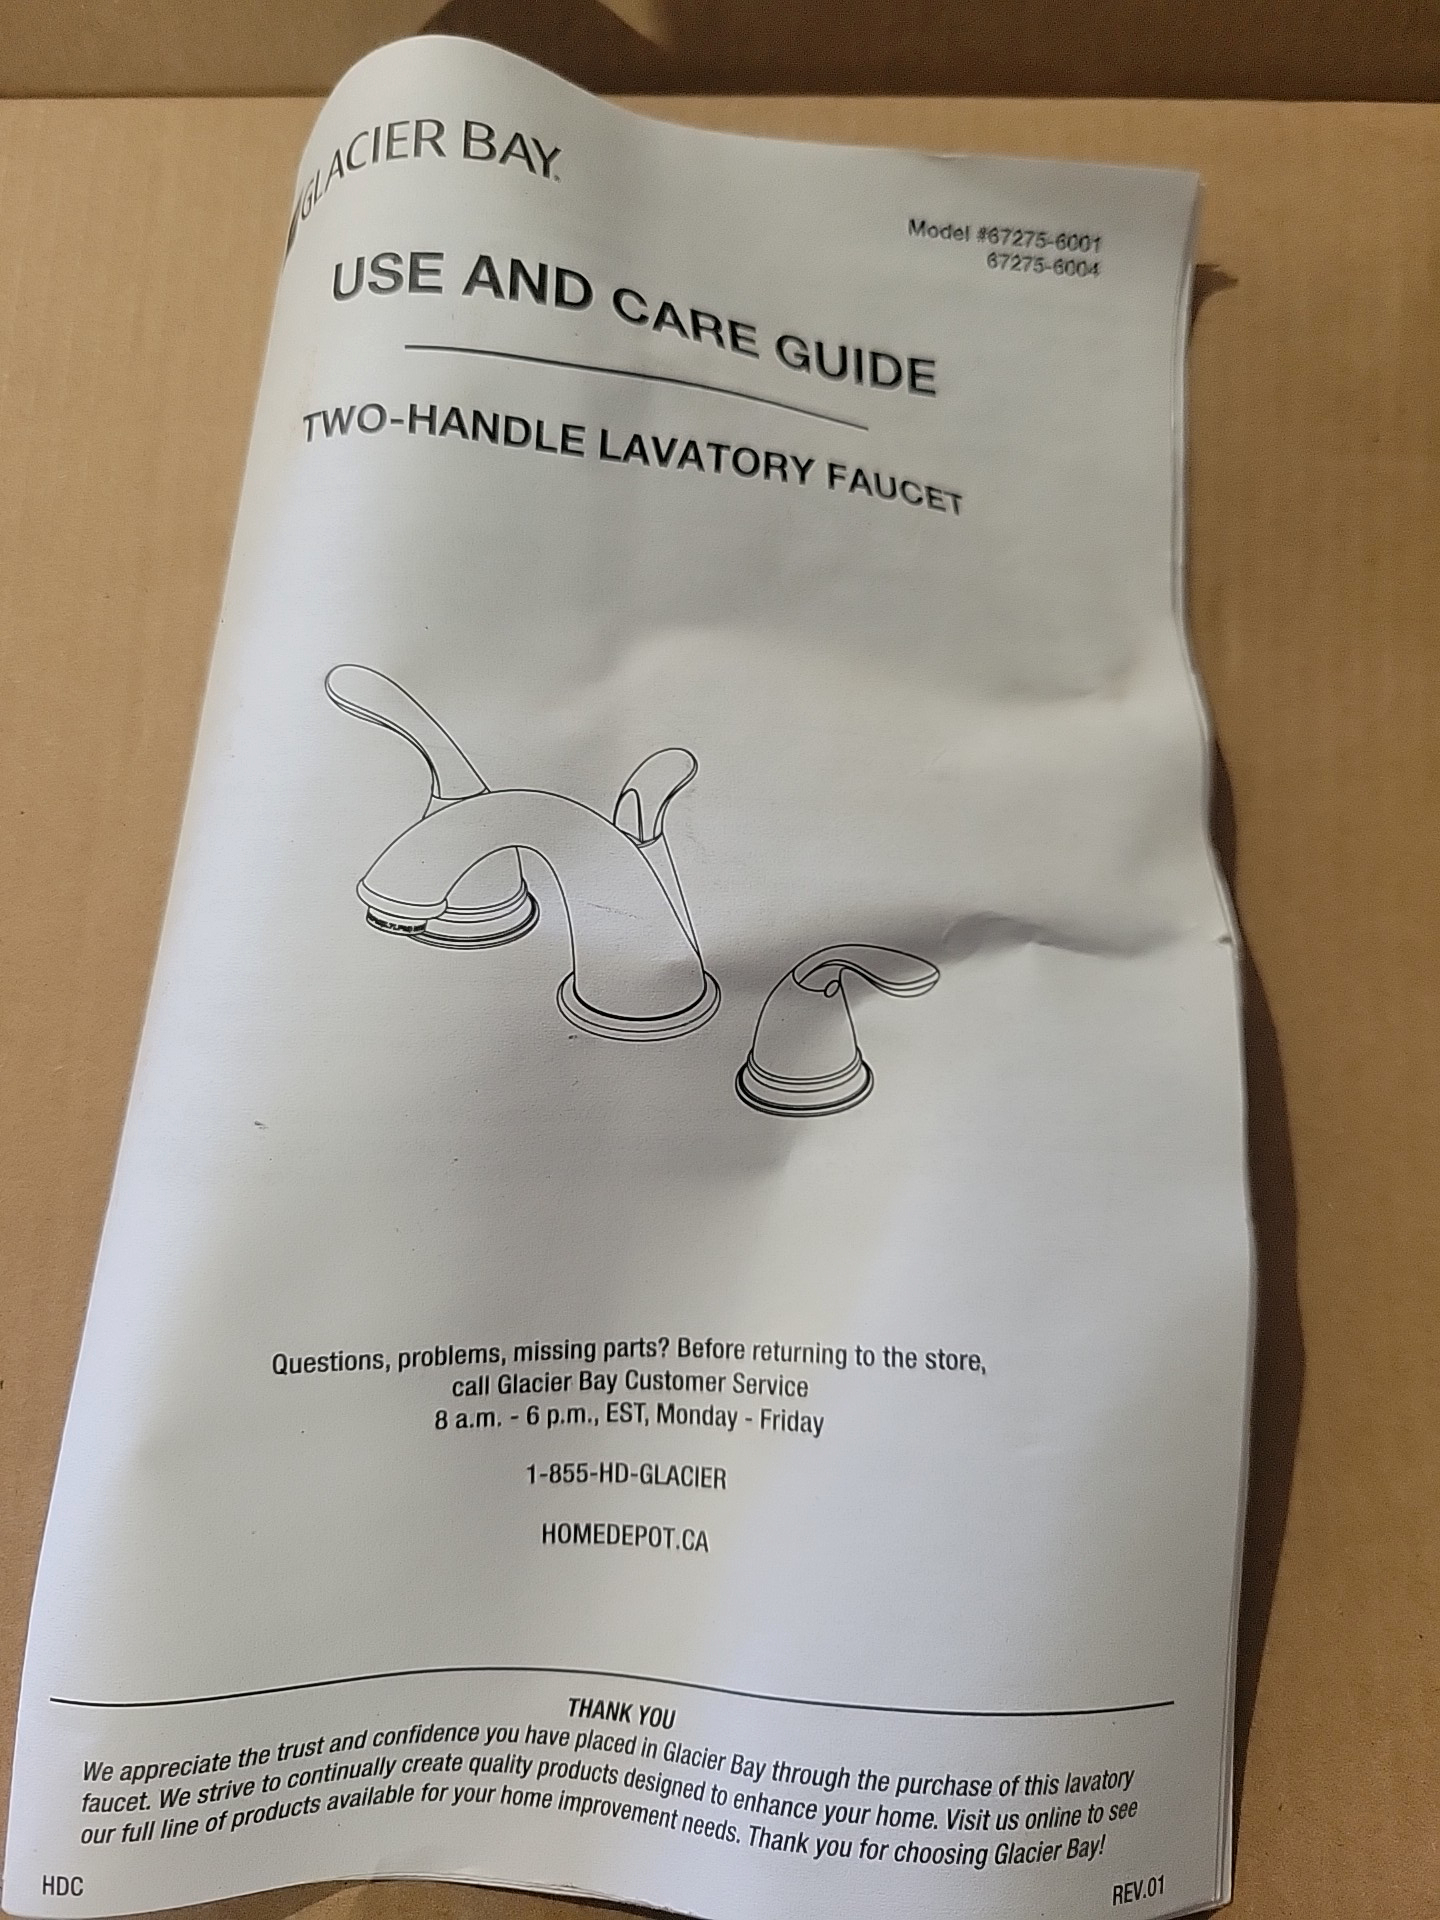 GLACIER BAY.
Model #67275-6001
67275-6004
USE AND CARE GUIDE
TWO-HANDLE LAVATORY FAUCET
Questions, problems, missing parts? Before returning to the store,
call Glacier Bay Customer Service
8 a.m. - 6 p.m., EST, Monday - Friday
1-855-HD-GLACIER
HOMEDEPOT.CA
THANK YOU
We appreciate the trust and confidence you have placed in Glacier Bay through the purchase of this lavatory
faucet. We strive to continually create quality products designed to enhance your home. Visit us online to see
our full line of products available for your home improvement needs. Thank you for choosing Glacier Bay!
HDC
REV.01